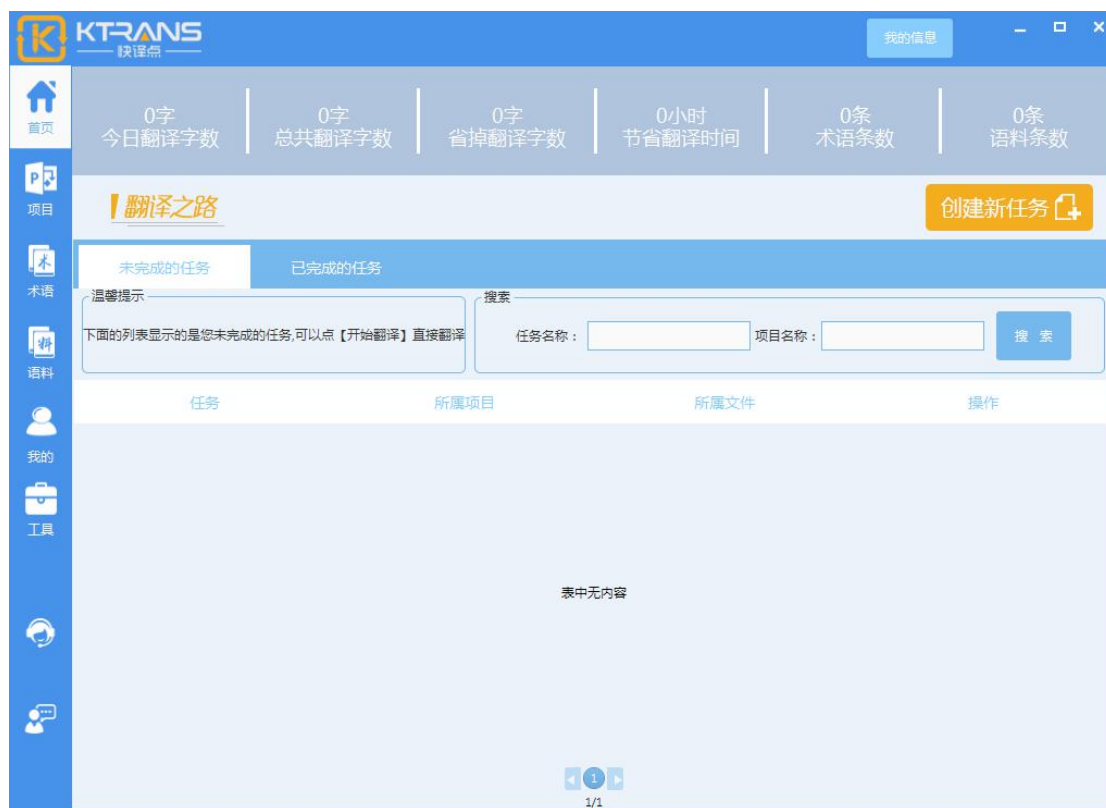 KTRANS
快译点
我的信息
首页
项目
术语
语料
我的
工具
0字
今日翻译字数
0字
总共翻译字数
0字
省掉翻译字数
0小时
节省翻译时间
0条
术语条数
0条
语料条数
翻译之路
创建新任务
未完成的任务
已完成的任务
温馨提示
下面的列表显示的是您未完成的任务,可以点【开始翻译】直接翻译
搜索
任务名称：
项目名称：
搜 索
任务 所属项目 所属文件 操作
表中无内容
1
1/1